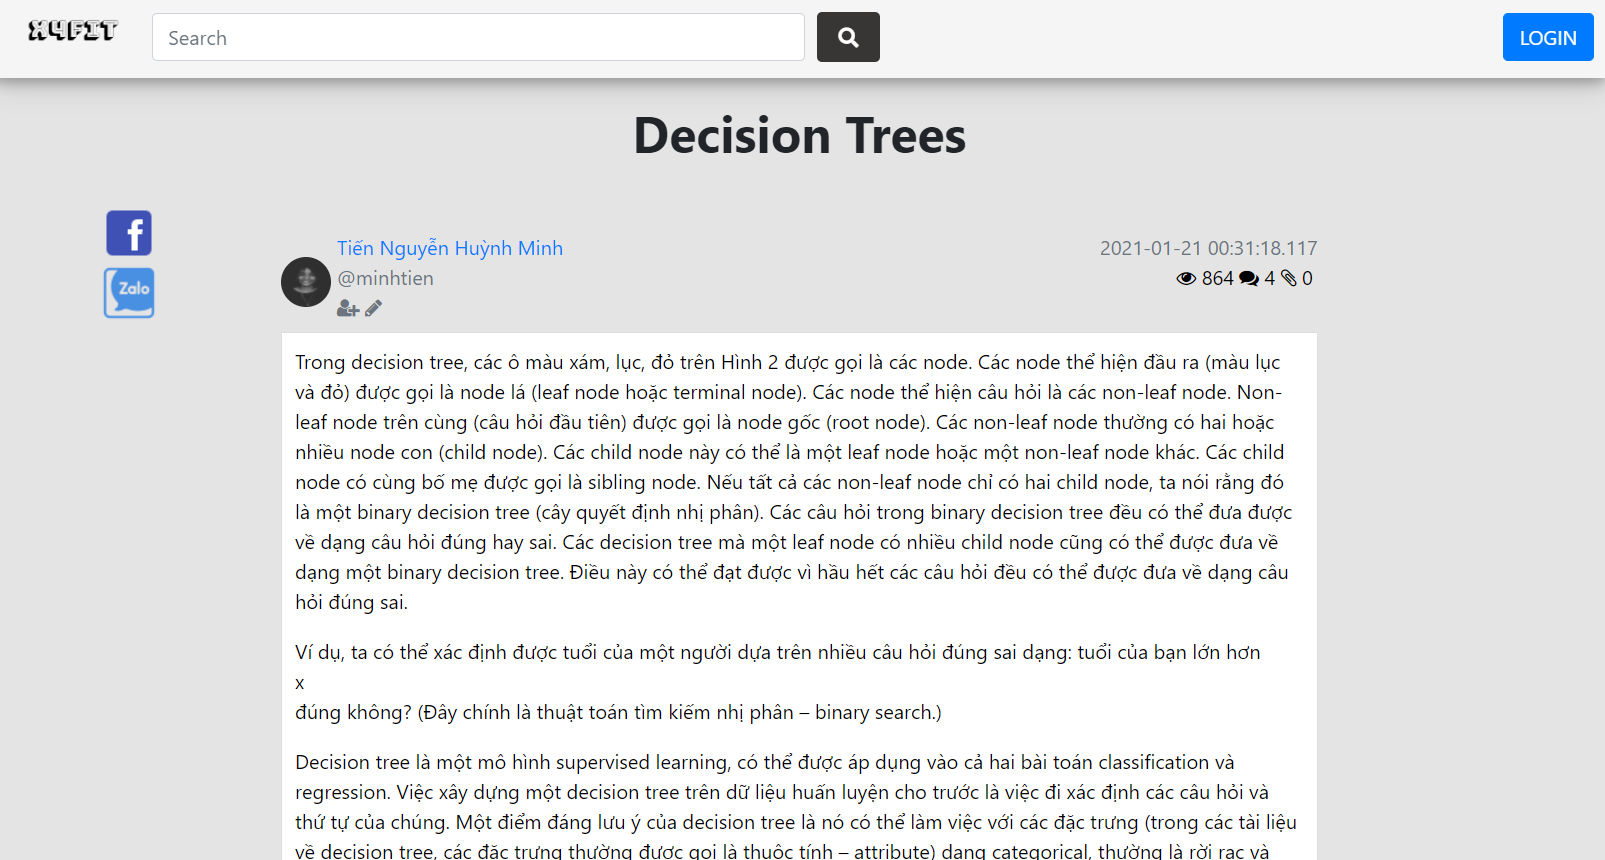 X4FIT
Search
LOGIN
Decision Trees
Zalo
Tiến Nguyễn Huỳnh Minh
2021-01-21 00:31:18.117
@minhtien
864 4 0
Trong decision tree, các ô màu xám, lục, đỏ trên Hình 2 được gọi là các node. Các node thể hiện đầu ra (màu lục
và đỏ) được gọi là node lá (leaf node hoặc terminal node). Các node thể hiện câu hỏi là các non-leaf node. Non-
leaf node trên cùng (câu hỏi đầu tiên) được gọi là node gốc (root node). Các non-leaf node thường có hai hoặc
nhiều node con (child node). Các child node này có thể là một leaf node hoặc một non-leaf node khác. Các child
node có cùng bố mẹ được gọi là sibling node. Nếu tất cả các non-leaf node chỉ có hai child node, ta nói rằng đó
là một binary decision tree (cây quyết định nhị phân). Các câu hỏi trong binary decision tree đều có thể đưa được
về dạng câu hỏi đúng hay sai. Các decision tree mà một leaf node có nhiều child node cũng có thể được đưa về
dạng một binary decision tree. Điều này có thể đạt được vì hầu hết các câu hỏi đều có thể được đưa về dạng câu
hỏi đúng sai.
Ví dụ, ta có thể xác định được tuổi của một người dựa trên nhiều câu hỏi đúng sai dạng: tuổi của bạn lớn hơn
x
đúng không? (Đây chính là thuật toán tìm kiếm nhị phân – binary search.)
Decision tree là một mô hình supervised learning, có thể được áp dụng vào cả hai bài toán classification và
regression. Việc xây dựng một decision tree trên dữ liệu huấn luyện cho trước là việc đi xác định các câu hỏi và
thứ tự của chúng. Một điểm đáng lưu ý của decision tree là nó có thể làm việc với các đặc trưng (trong các tài liệu
về decision tree, các đặc trưng thường được gọi là thuộc tính – attribute) dạng categorical, thường là rời rạc và